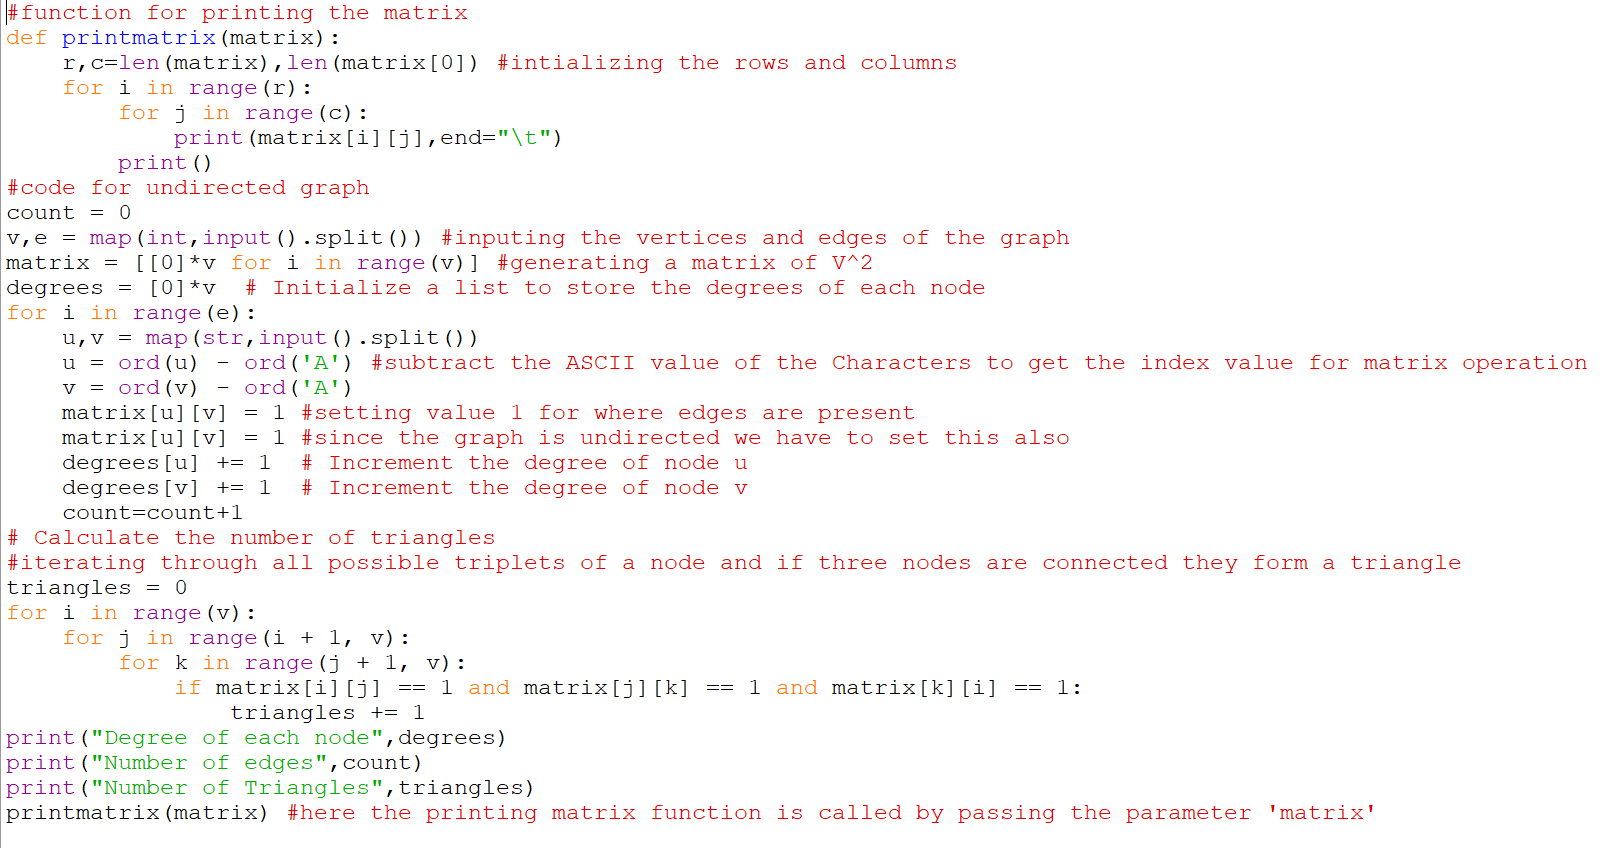 #function for printing the matrix
def printmatrix(matrix):
    r,c=len(matrix),len(matrix[0]) #intializing the rows and columns
    for i in range(r):
        for j in range(c):
            print(matrix[i][j],end="\t")
        print()
#code for undirected graph
count = 0
v,e = map(int,input().split()) #inputing the vertices and edges of the graph
matrix = [[0]*v for i in range(v)] #generating a matrix of V^2
degrees = [0]*v  # Initialize a list to store the degrees of each node
for i in range(e):
    u,v = map(str,input().split())
    u = ord(u) - ord('A') #subtract the ASCII value of the Characters to get the index value for matrix operation
    v = ord(v) - ord('A')
    matrix[u][v] = 1 #setting value 1 for where edges are present
    matrix[u][v] = 1 #since the graph is undirected we have to set this also
    degrees[u] += 1  # Increment the degree of node u
    degrees[v] += 1  # Increment the degree of node v
    count=count+1
# Calculate the number of triangles
#iterating through all possible triplets of a node and if three nodes are connected they form a triangle
triangles = 0
for i in range(v):
    for j in range(i + 1, v):
        for k in range(j + 1, v):
            if matrix[i][j] == 1 and matrix[j][k] == 1 and matrix[k][i] == 1:
                triangles += 1
print("Degree of each node",degrees)
print("Number of edges",count)
print("Number of Triangles",triangles)
printmatrix(matrix) #here the printing matrix function is called by passing the parameter 'matrix'